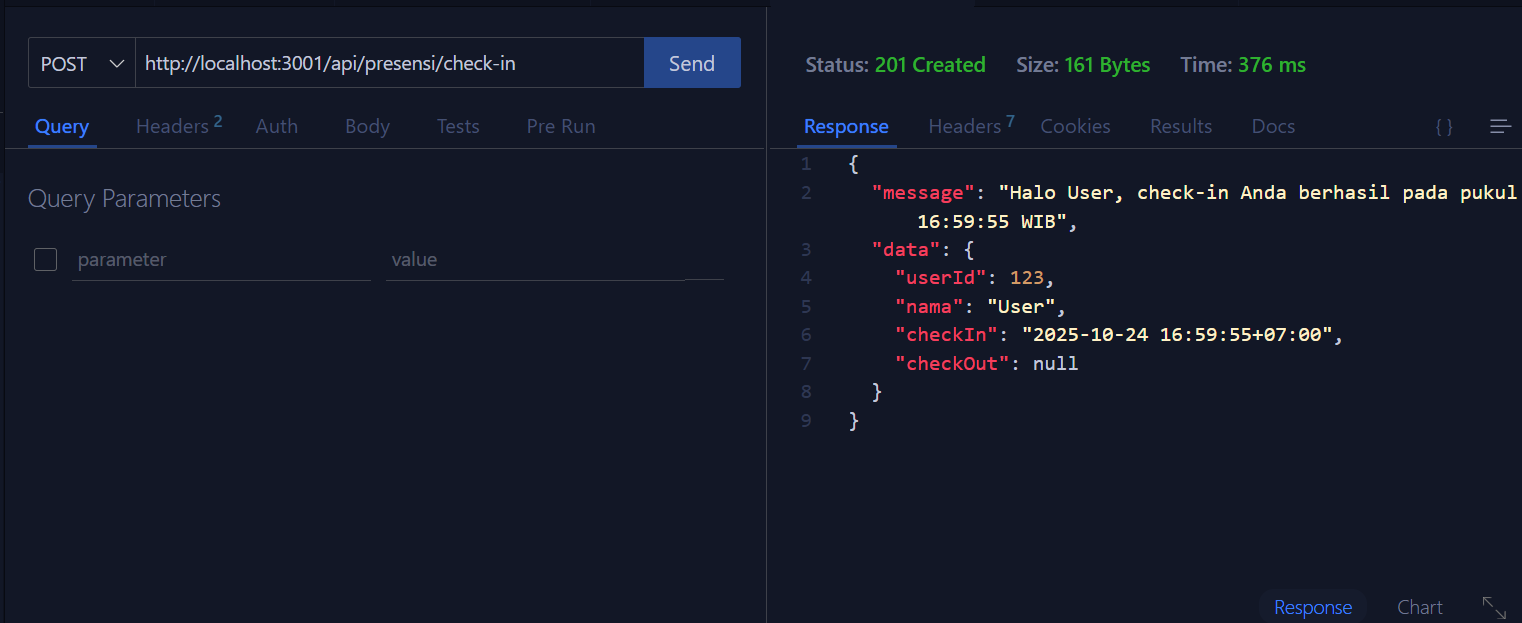 POST http://localhost:3001/api/presensi/check-in Send
Query Headers 2 Auth Body Tests Pre Run
Query Parameters
parameter value
Status: 201 Created Size: 161 Bytes Time: 376 ms
Response Headers 7 Cookies Results Docs { }
1 {
2 "message": "Halo User, check-in Anda berhasil pada pukul
16:59:55 WIB",
3 "data": {
4 "userId": 123,
5 "nama": "User",
6 "checkIn": "2025-10-24 16:59:55+07:00",
7 "checkOut": null
8 }
9 }
Response Chart